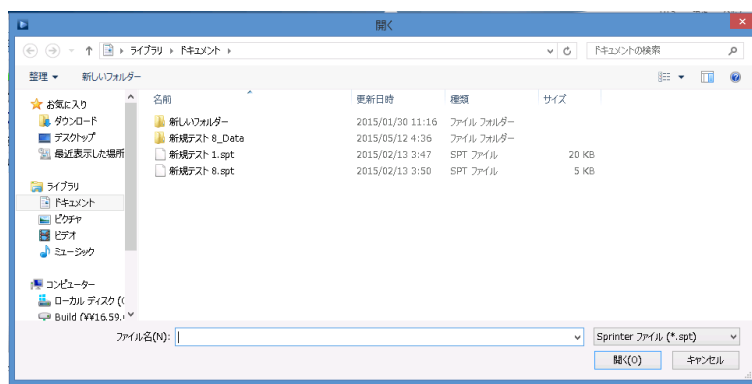 開く
ライブラリ ▸ ドキュメント ▸
ドキュメントの検索
整理 ▼ 新しいフォルダー
名前 更新日時 種類 サイズ
お気に入り
ダウンロード
デスクトップ
最近表示した場所
ライブラリ
ドキュメント
ピクチャ
ビデオ
ミュージック
コンピューター
ローカル ディスク (C
Build (¥¥16.59.
新しいフォルダー 2015/01/30 11:16 ファイル フォルダー
新規テスト 8_Data 2015/05/12 4:36 ファイル フォルダー
新規テスト 1.spt 2015/02/13 3:47 SPT ファイル 20 KB
新規テスト 8.spt 2015/02/13 3:50 SPT ファイル 5 KB
ファイル名(N):
Sprinter ファイル (*.spt)
開く(O) キャンセル